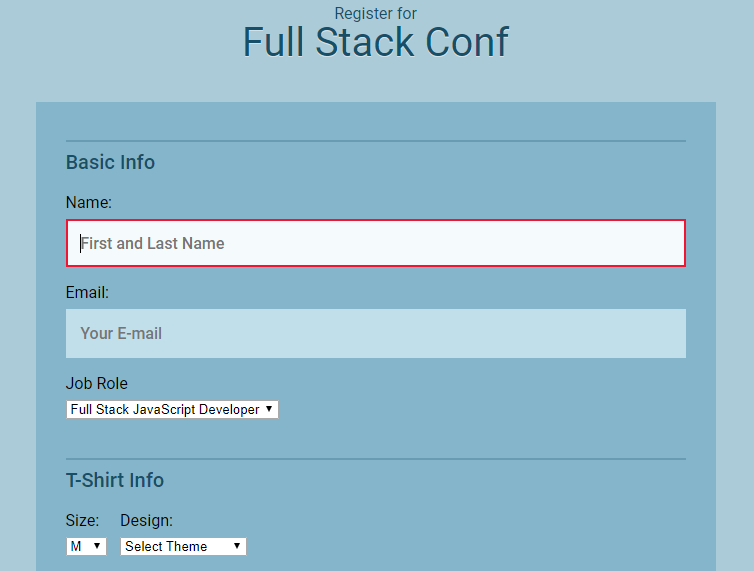 Register for
Full Stack Conf
Basic Info
Name:
First and Last Name
Email:
Your E-mail
Job Role
Full Stack JavaScript Developer
T-Shirt Info
Size: Design:
M Select Theme